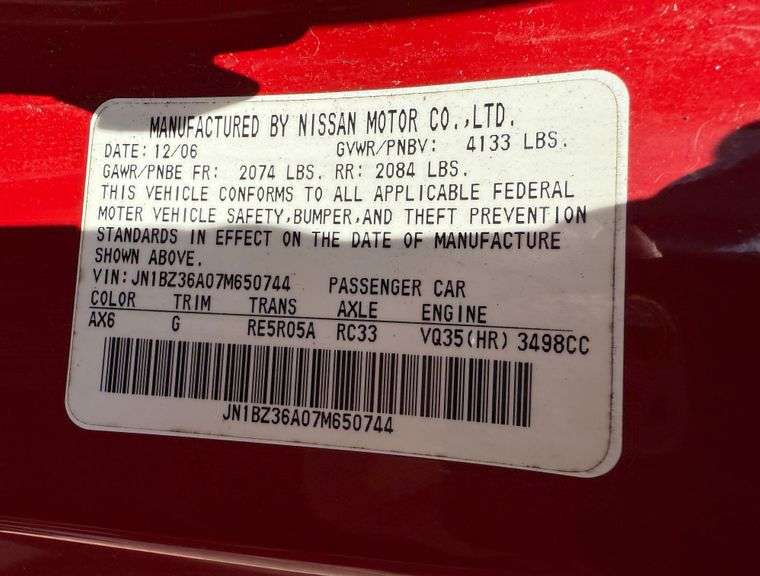 MANUFACTURED BY NISSAN MOTOR CO.,LTD.
DATE: 12/06 GVWR/PNBV: 4133 LBS.
GAWR/PNBE FR: 2074 LBS. RR: 2084 LBS.
THIS VEHICLE CONFORMS TO ALL APPLICABLE FEDERAL
MOTER VEHICLE SAFETY,BUMPER,AND THEFT PREVENTION
STANDARDS IN EFFECT ON THE DATE OF MANUFACTURE
SHOWN ABOVE.
VIN: JN1BZ36A07M650744 PASSENGER CAR
COLOR TRIM TRANS AXLE ENGINE
AX6 G RE5R05A RC33 VQ35(HR) 3498CC
JN1BZ36A07M650744